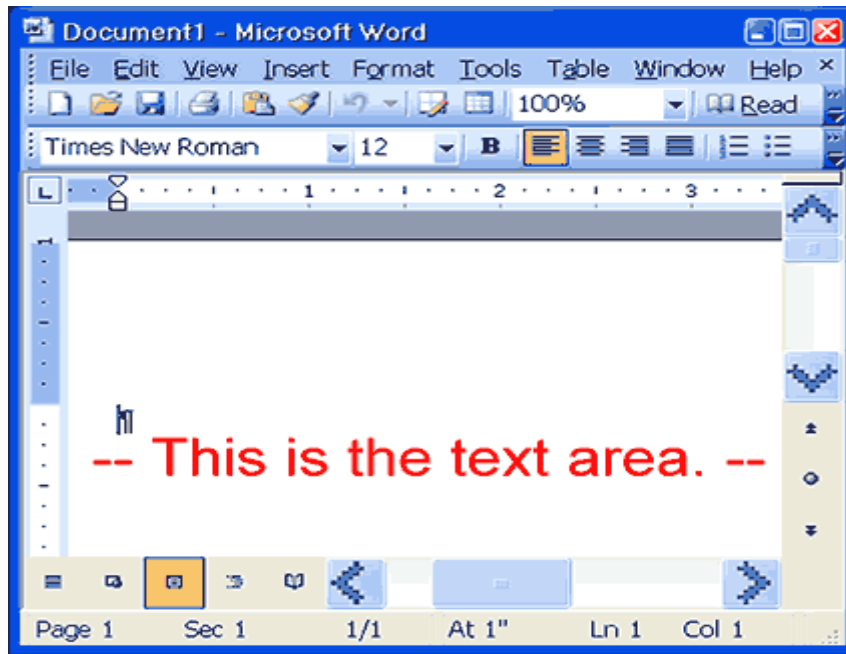 Document1 - Microsoft Word
File Edit View Insert Format Tools Table Window Help
100% Read
Times New Roman 12 B
L 1 2 3
1
¶
-- This is the text area. --
Page 1 Sec 1 1/1 At 1" Ln 1 Col 1